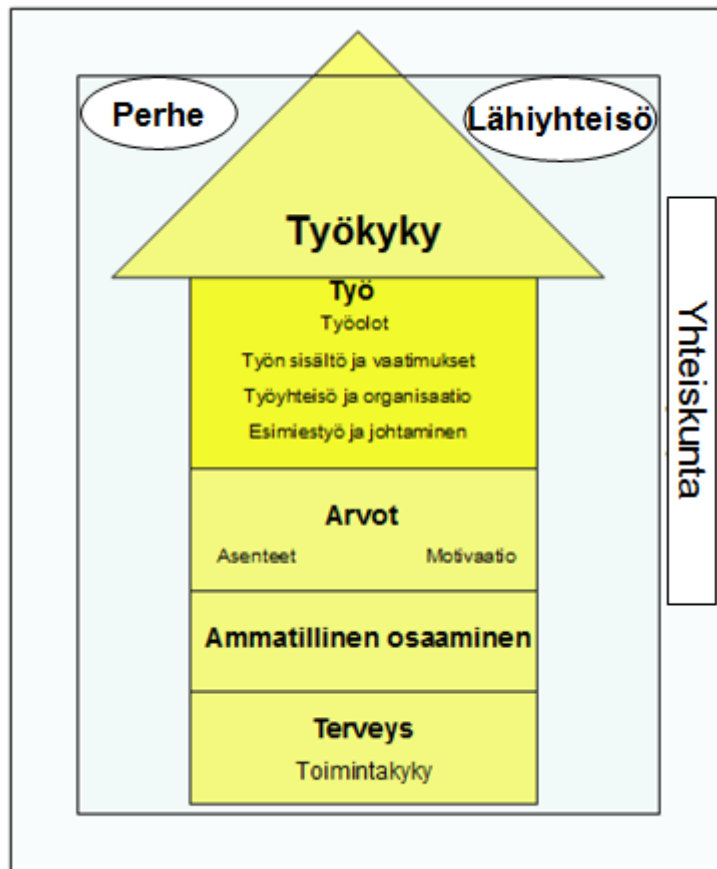 Perhe
Lähiyhteisö
Työkyky
Työ
Työolot
Työn sisältö ja vaatimukset
Työyhteisö ja organisaatio
Esimiestyö ja johtaminen
Yhteiskunta
Arvot
Asenteet Motivaatio
Ammatillinen osaaminen
Terveys
Toimintakyky